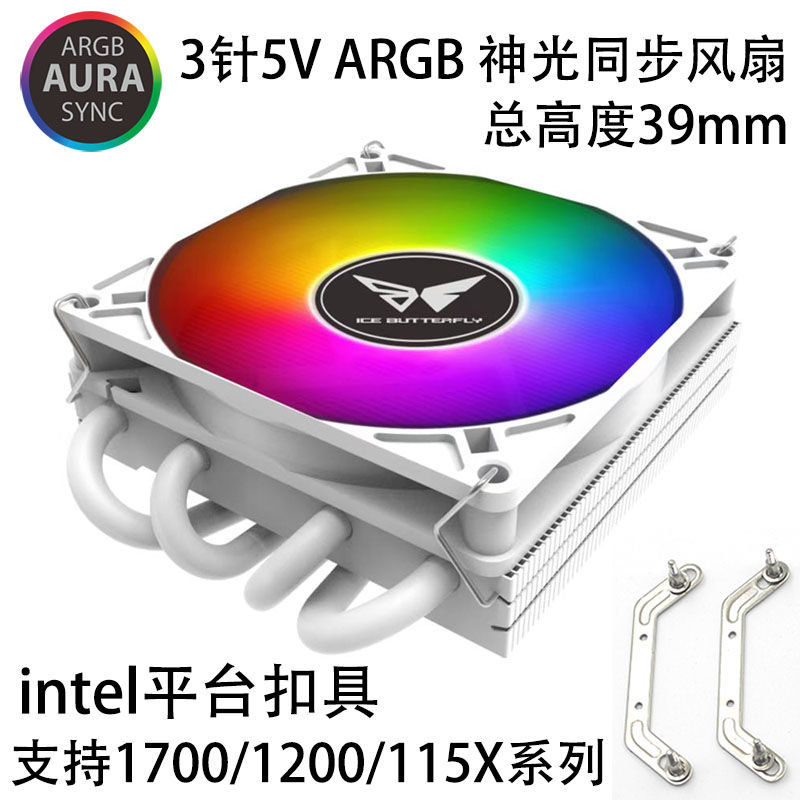 ARGB
AURA
SYNC
3针5V ARGB 神光同步风扇
总高度39mm
ICE BUTTERFLY
intel平台扣具
支持1700/1200/115X系列